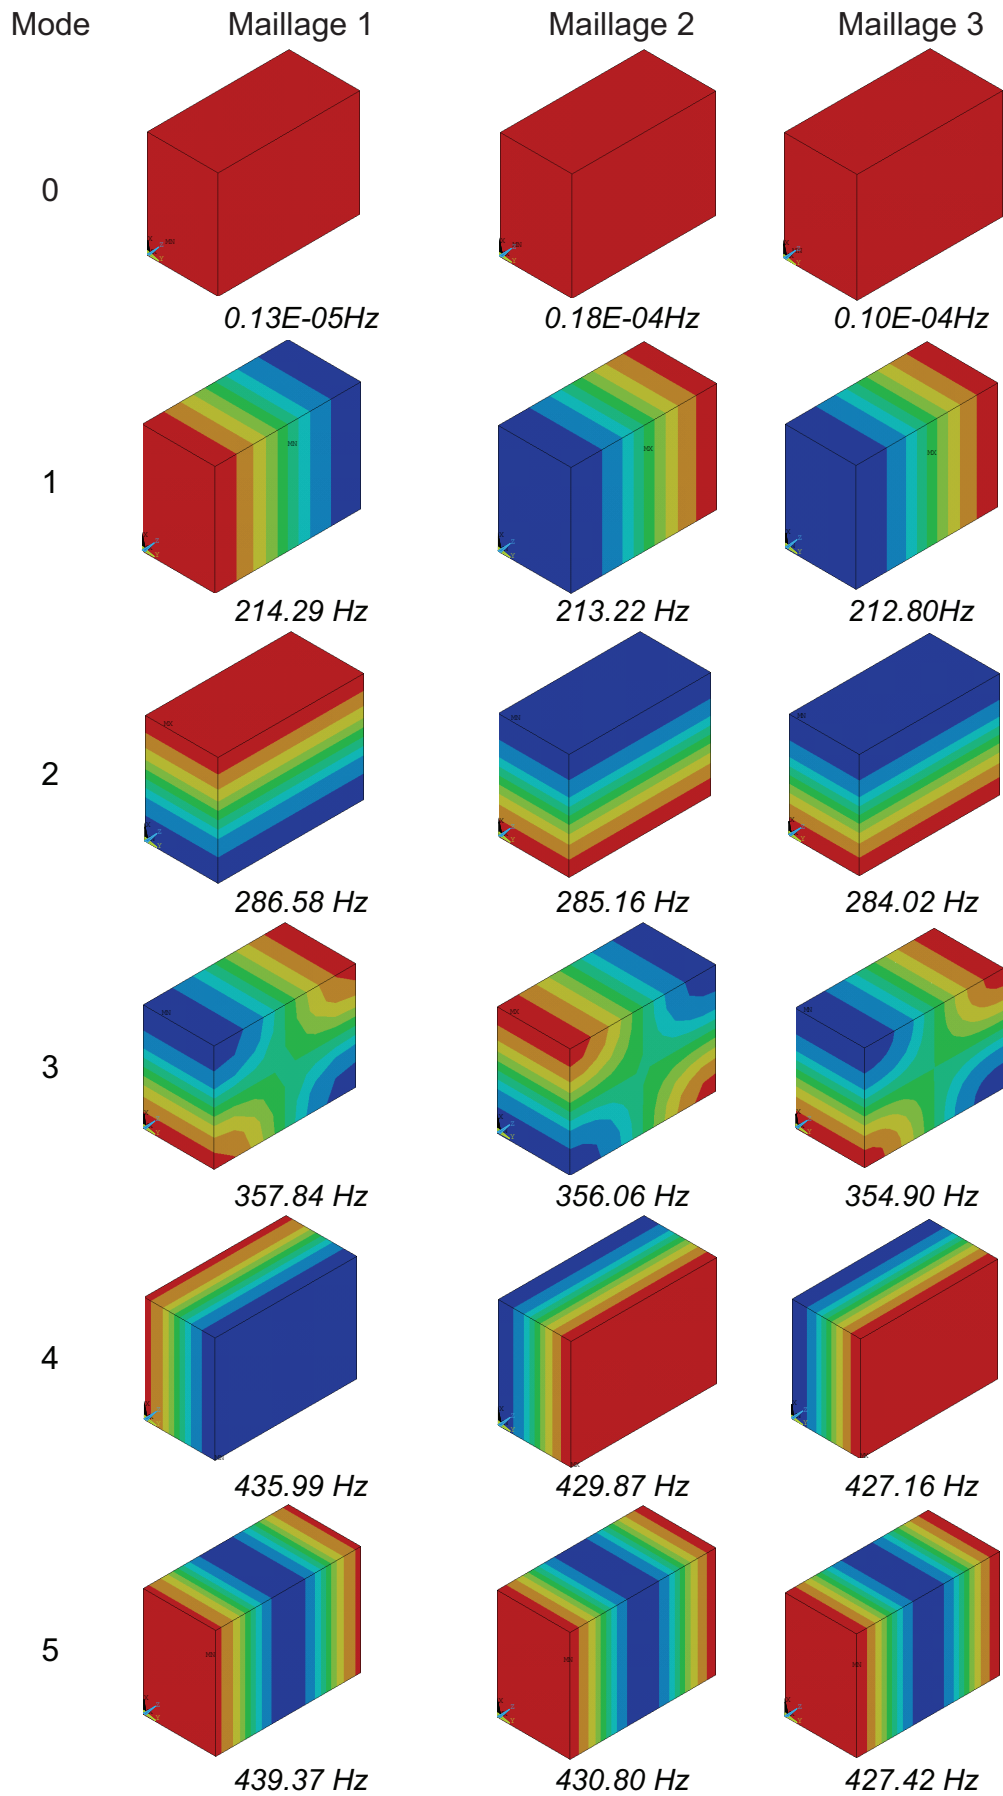 Mode Maillage 1 Maillage 2 Maillage 3
0
0.13E-05Hz 0.18E-04Hz 0.10E-04Hz
1
214.29 Hz 213.22 Hz 212.80Hz
2
286.58 Hz 285.16 Hz 284.02 Hz
3
357.84 Hz 356.06 Hz 354.90 Hz
4
435.99 Hz 429.87 Hz 427.16 Hz
5
439.37 Hz 430.80 Hz 427.42 Hz